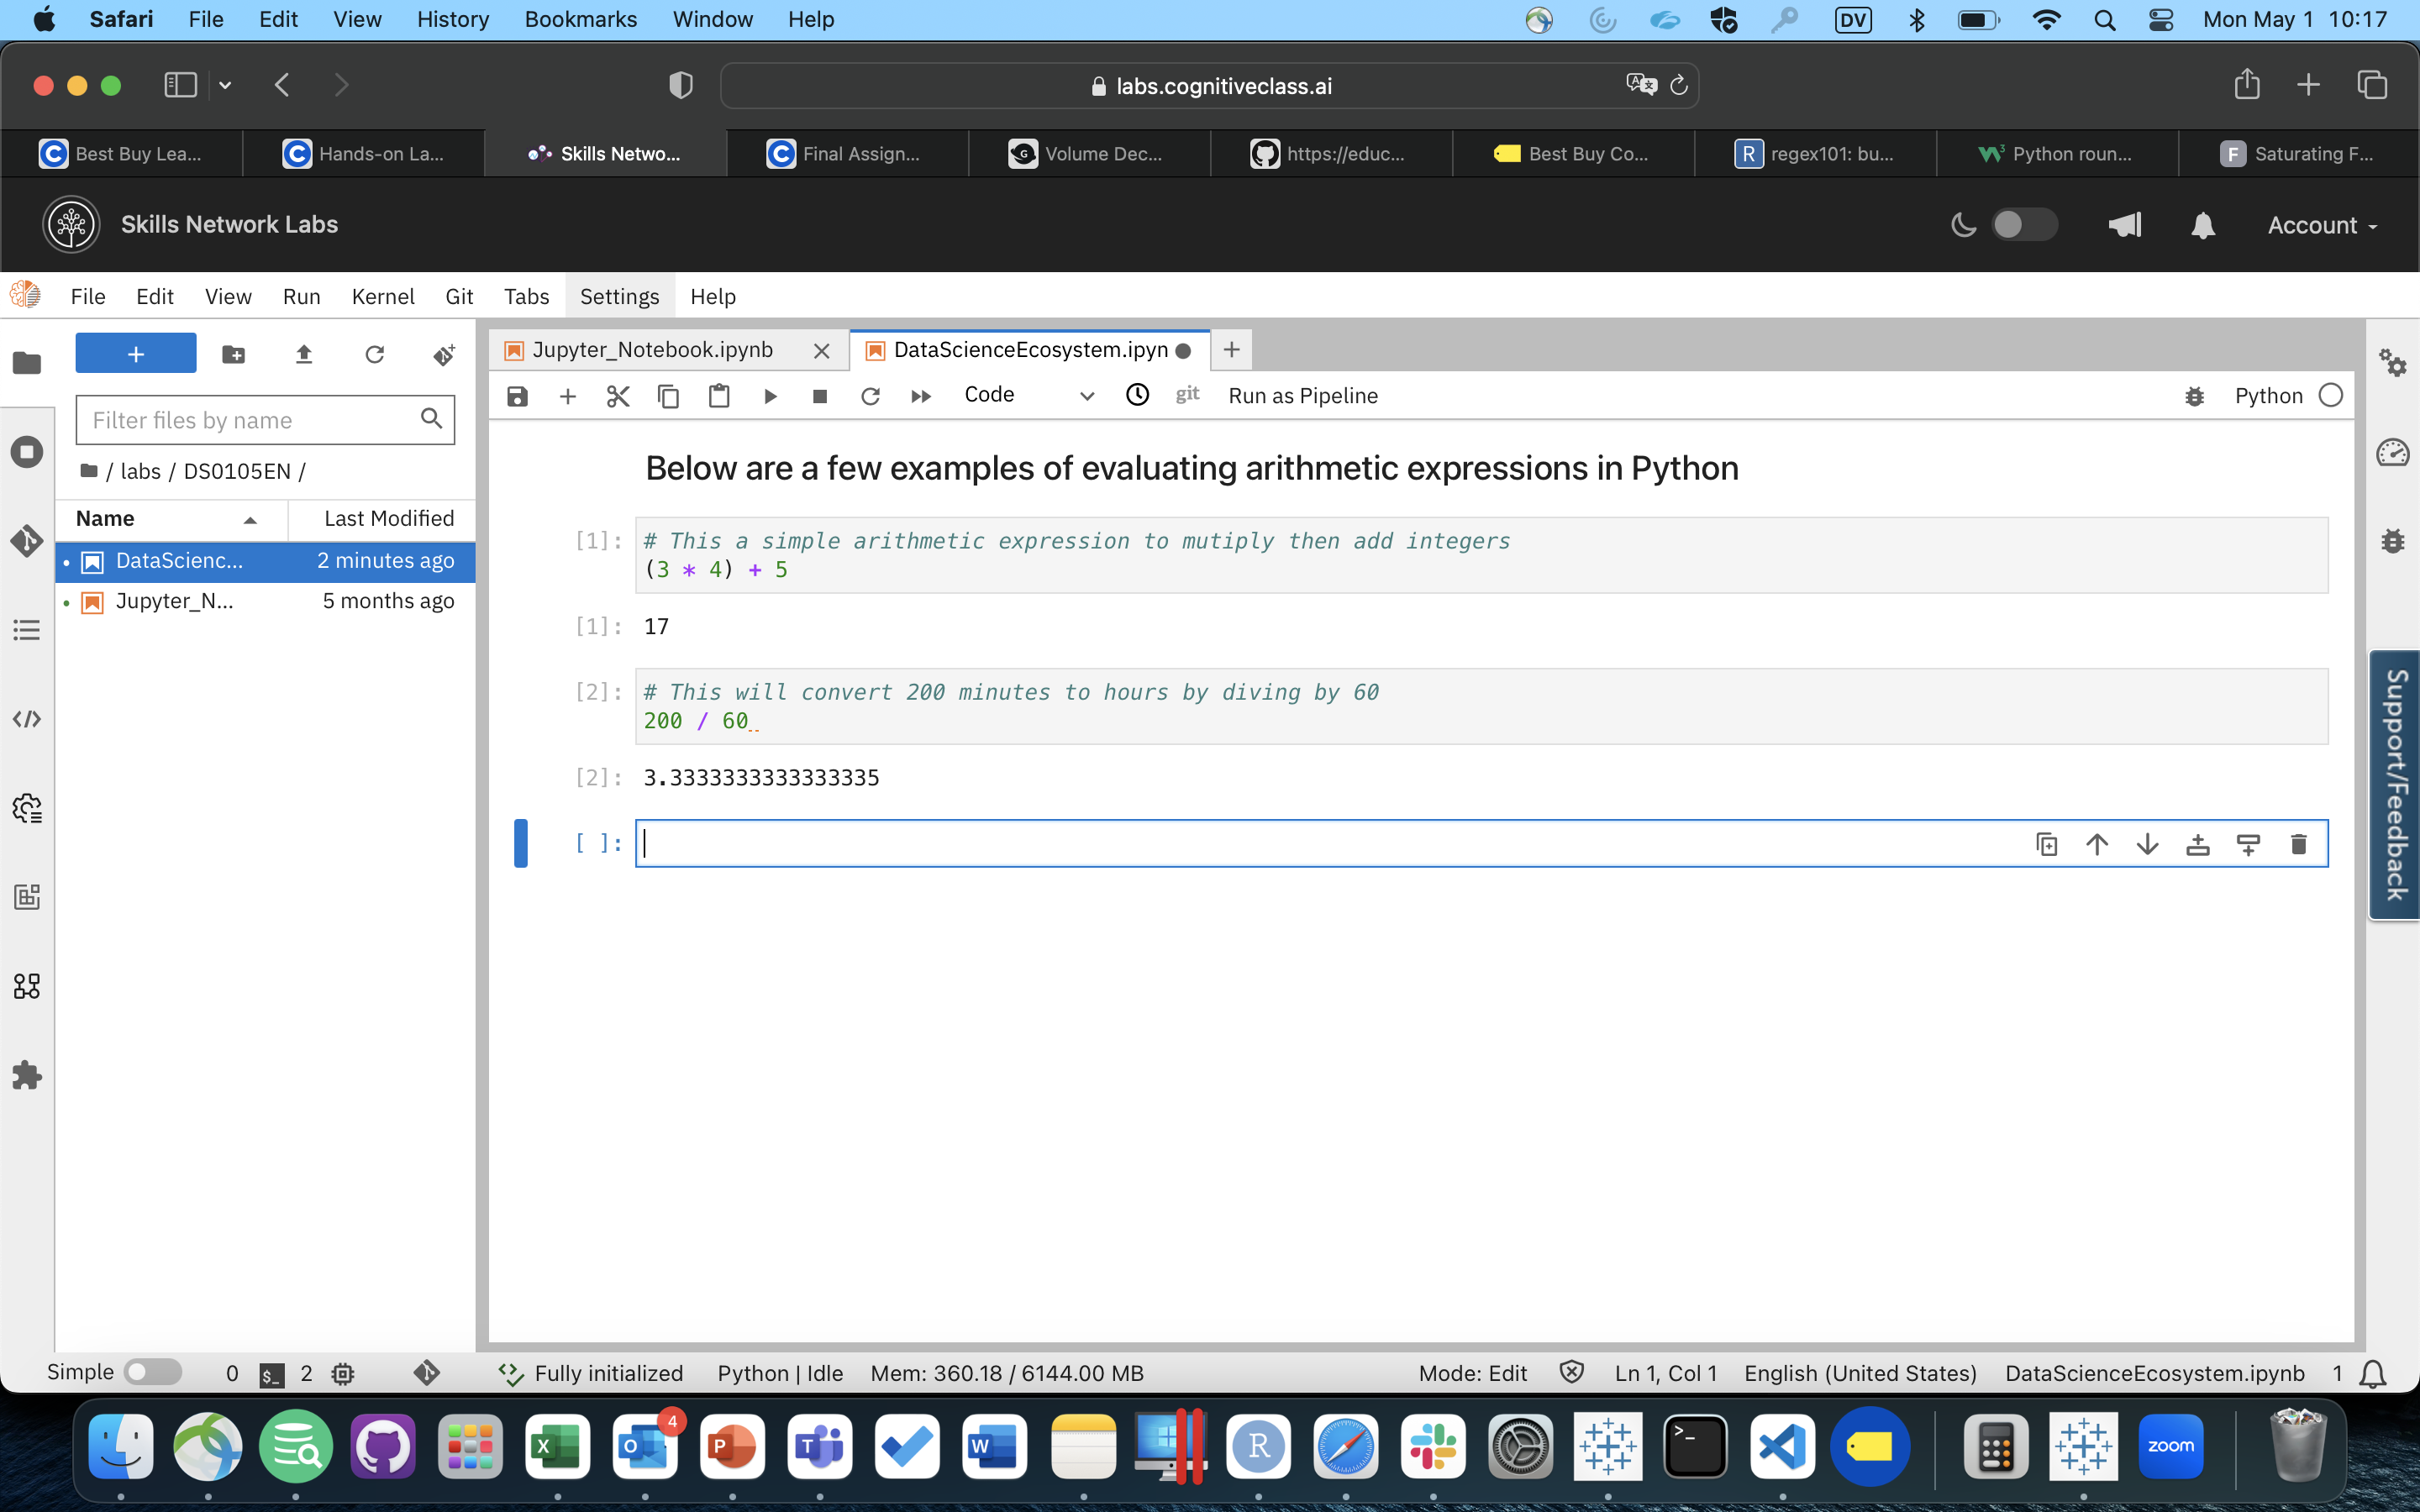 Safari File Edit View History Bookmarks Window Help DV Mon May 1 10:17
labs.cognitiveclass.ai
Best Buy Lea... Hands-on La... Skills Netwo... Final Assign... Volume Dec... https://educ... Best Buy Co... regex101: bu... Python roun... Saturating F...
Skills Network Labs Account
File Edit View Run Kernel Git Tabs Settings Help
Jupyter_Notebook.ipynb DataScienceEcosystem.ipyn
Code git Run as Pipeline Python
Filter files by name
/ labs / DS0105EN /
Name Last Modified
DataScienc... 2 minutes ago
Jupyter_N... 5 months ago
Below are a few examples of evaluating arithmetic expressions in Python
[1]: # This a simple arithmetic expression to mutiply then add integers
(3 * 4) + 5
[1]: 17
[2]: # This will convert 200 minutes to hours by diving by 60
200 / 60
[2]: 3.3333333333333335
[ ]:
Support/Feedback
Simple 0 $_ 2 Fully initialized Python | Idle Mem: 360.18 / 6144.00 MB Mode: Edit Ln 1, Col 1 English (United States) DataScienceEcosystem.ipynb 1
4
X O P T W R >_ zoom